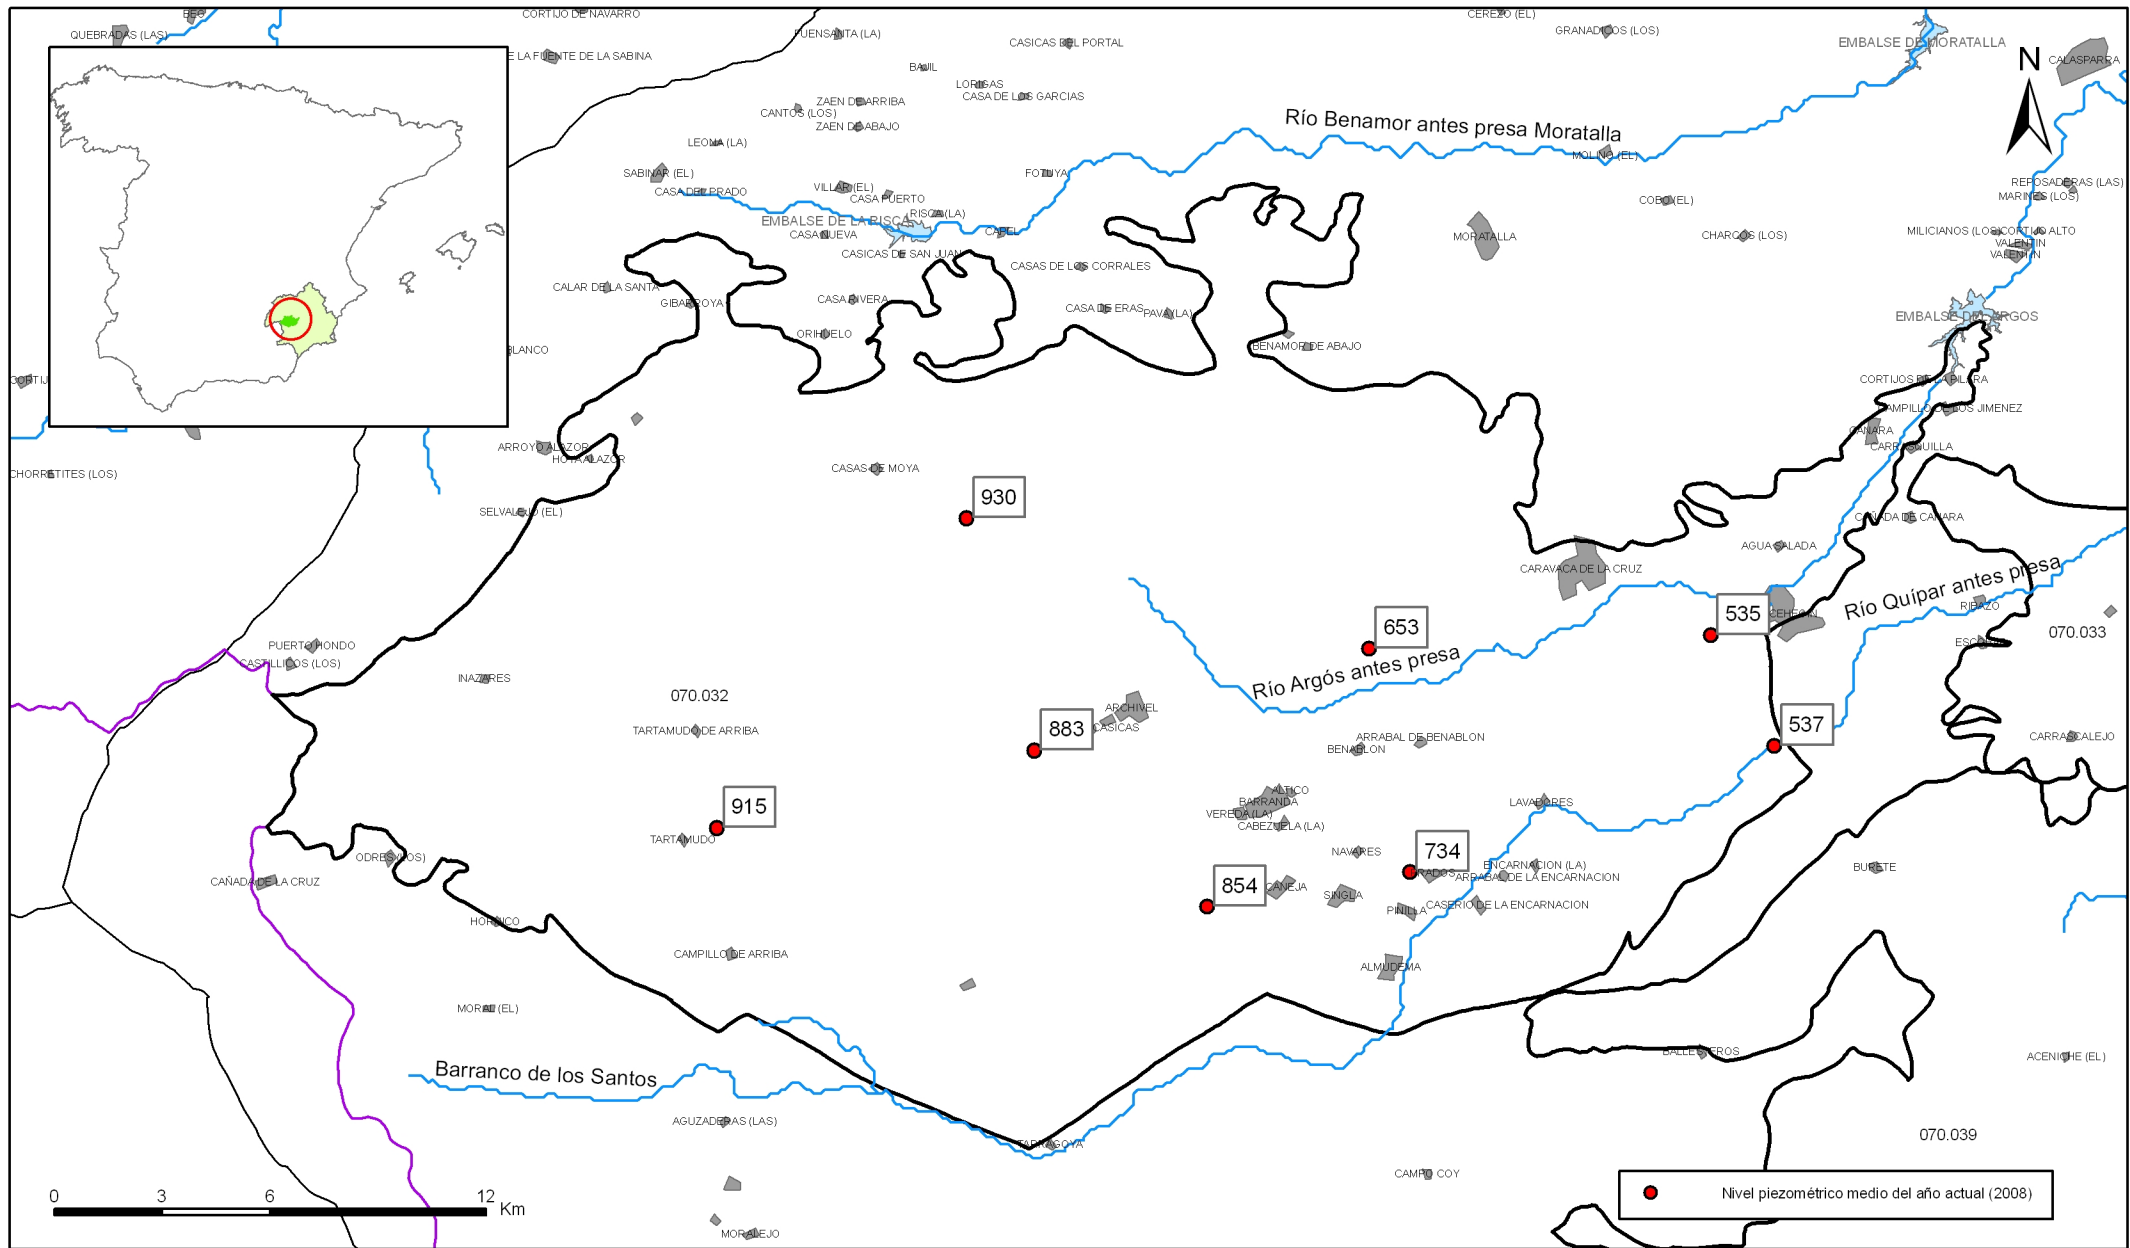 BEG
CORTIJO DE NAVARRO
CEREZO (EL)
QUEBRADAS (LAS)
FUENSANTA (LA)
CASICAS DEL PORTAL
GRANADICOS (LOS)
EMBALSE DE MORATALLA
N
E LA FUENTE DE LA SABINA
BAJIL
CALASPARRA
LORIGAS
CASA DE LOS GARCIAS
ZAEN DE ARRIBA
CANTOS (LOS)
ZAEN DE ABAJO
Río Benamor antes presa Moratalla
LEONA (LA)
MOLINO (EL)
SABINAR (EL)
FOTUYA
CASA DEL PRADO
VILLAR (EL)
CASA PUERTO
REPOSADERAS (LAS)
MARINES (LOS)
COBO (EL)
RISCA (LA)
EMBALSE DE LA RISCA
CASA NUEVA
CAPEL
MORATALLA
CHARCOS (LOS)
MILICIANOS (LOS)
CORTIJO ALTO
VALENTIN
VALENTIN
CASICAS DE SAN JUAN
CASAS DE LOS CORRALES
CALAR DE LA SANTA
GIBARROYA
CASA RIVERA
CASA DE ERAS
PAVA (LA)
EMBALSE DEL ARGOS
ORIHUELO
BENAMOR DE ABAJO
BLANCO
CORTIJ
CORTIJOS DE LA PILARA
CAMPILLO DE LOS JIMENEZ
CANARA
CARRASQUILLA
ARROYO ALAZOR
HOYA ALAZOR
CASAS DE MOYA
CHORRETITES (LOS)
930
SELVALEJO (EL)
CAÑADA DE CANARA
AGUA SALADA
CARAVACA DE LA CRUZ
Río Quípar antes presa
RIBAZO
535
CEHEGIN
653
070.033
PUERTO HONDO
CASTILLICOS (LOS)
Río Argós antes presa
INAZARES
070.032
ARCHIVEL
CASICAS
883
537
TARTAMUDO DE ARRIBA
ARRABAL DE BENABLON
BENABLON
CARRASCALEJO
ALTICO
BARRANDA
LAVADORES
915
VEREDA (LA)
CABEZUELA (LA)
TARTAMUDO
NAVARES
734
ODRES (LOS)
ENCARNACION (LA)
BURETE
CAÑADA DE LA CRUZ
ARRABAL DE LA ENCARNACION
854
CANEJA
SINGLA
PINILLA
CASERIO DE LA ENCARNACION
HORNICO
CAMPILLO DE ARRIBA
ALMUDEMA
MORAL (EL)
BALLESTEROS
ACENICHE (EL)
Barranco de los Santos
AGUZADERAS (LAS)
TARRAGOYA
070.039
CAMPO COY
0 3 6 12
Km
Nivel piezométrico medio del año actual (2008)
MORALEJO